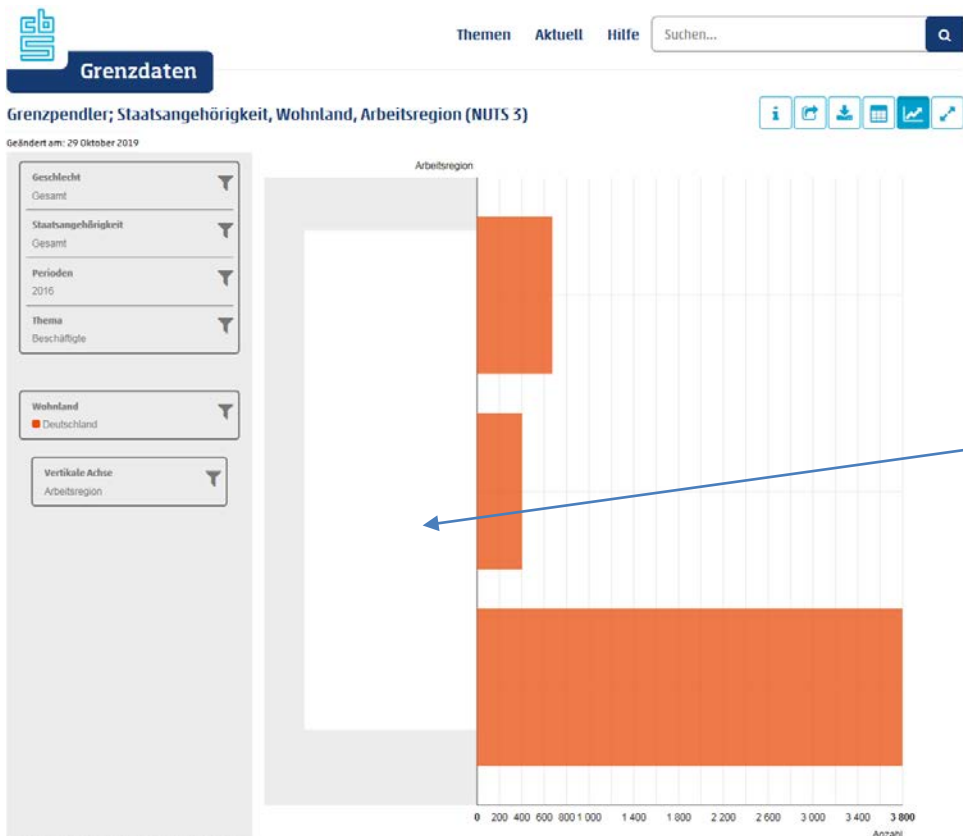 cbs
Themen Aktuell Hilfe Suchen...
Grenzdaten
Grenzpendler; Staatsangehörigkeit, Wohnland, Arbeitsregion (NUTS 3)
Geändert am: 29 Oktober 2019
Geschlecht
Gesamt
Staatsangehörigkeit
Gesamt
Perioden
2016
Thema
Beschäftigte
Wohnland
Deutschland
Vertikale Achse
Arbeitsregion
Arbeitsregion
0 200 400 600 800 1 000 1 400 1 800 2 200 2 600 3 000 3 400 3 800
Anzahl